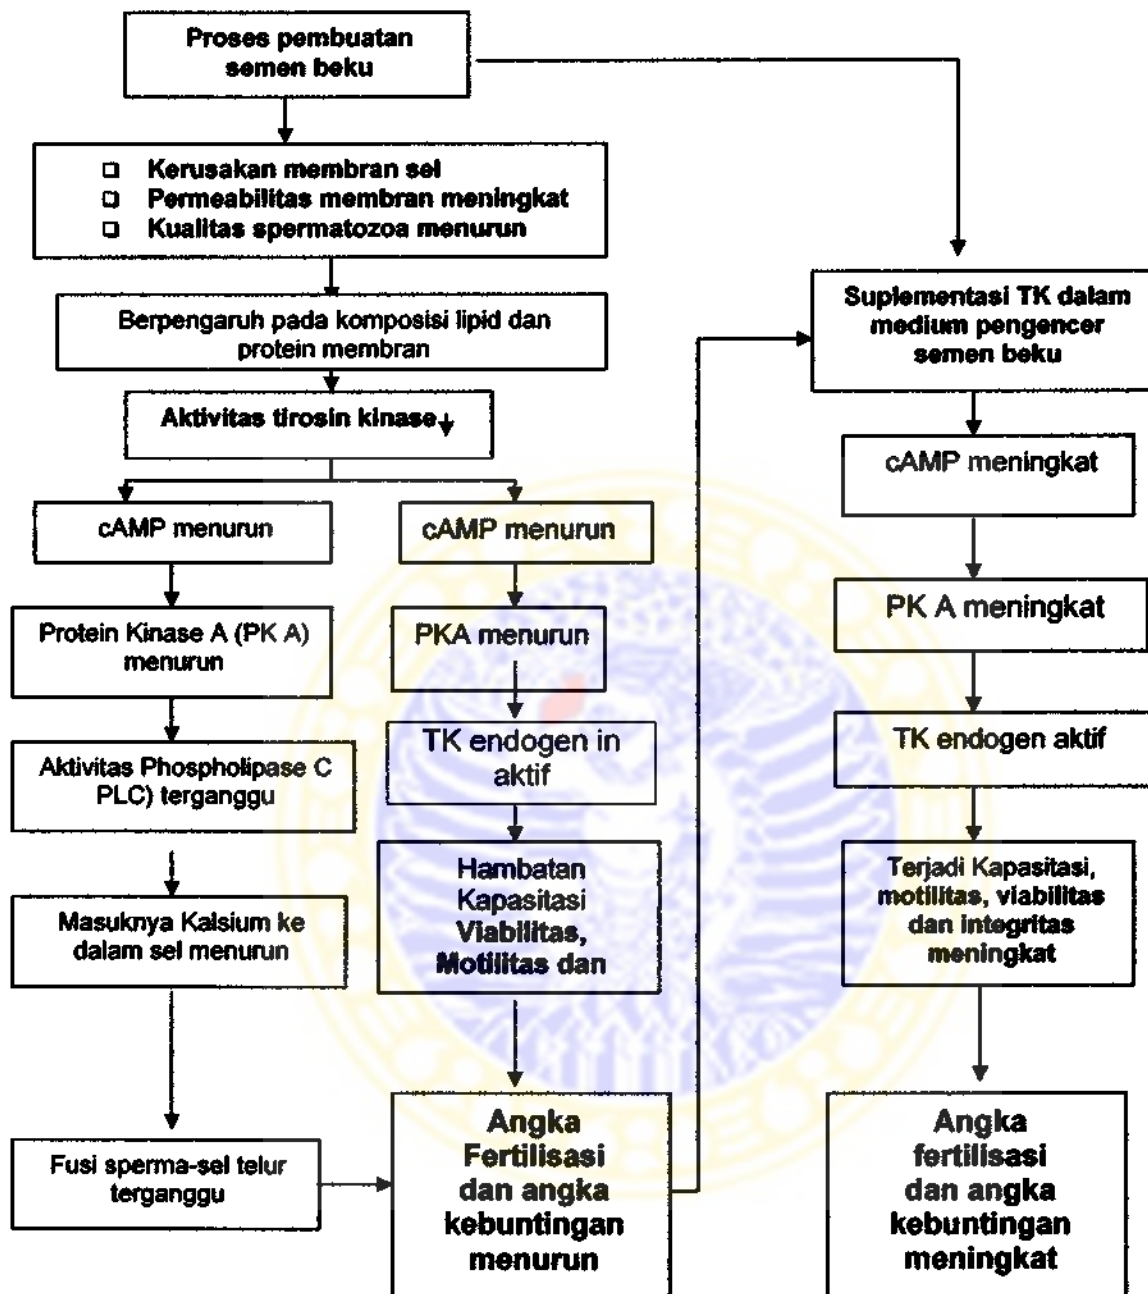 Proses pembuatan
semen beku
❑ Kerusakan membran sel
❑ Permeabilitas membran meningkat
❑ Kualitas spermatozoa menurun
Berpengaruh pada komposisi lipid dan
protein membran
Aktivitas tirosin kinase ↓
cAMP menurun
Protein Kinase A (PK A)
menurun
Aktivitas Phospholipase C
PLC) terganggu
Masuknya Kalsium ke
dalam sel menurun
Fusi sperma-sel telur
terganggu
cAMP menurun
PKA menurun
TK endogen in
aktif
Hambatan
Kapasitasi
Viabilitas,
Motilitas dan
Angka
Fertilisasi
dan angka
kebuntingan
menurun
Suplementasi TK dalam
medium pengencer
semen beku
cAMP meningkat
PK A meningkat
TK endogen aktif
Terjadi Kapasitasi,
motilitas, viabilitas
dan integritas
meningkat
Angka
fertilisasi
dan angka
kebuntingan
meningkat